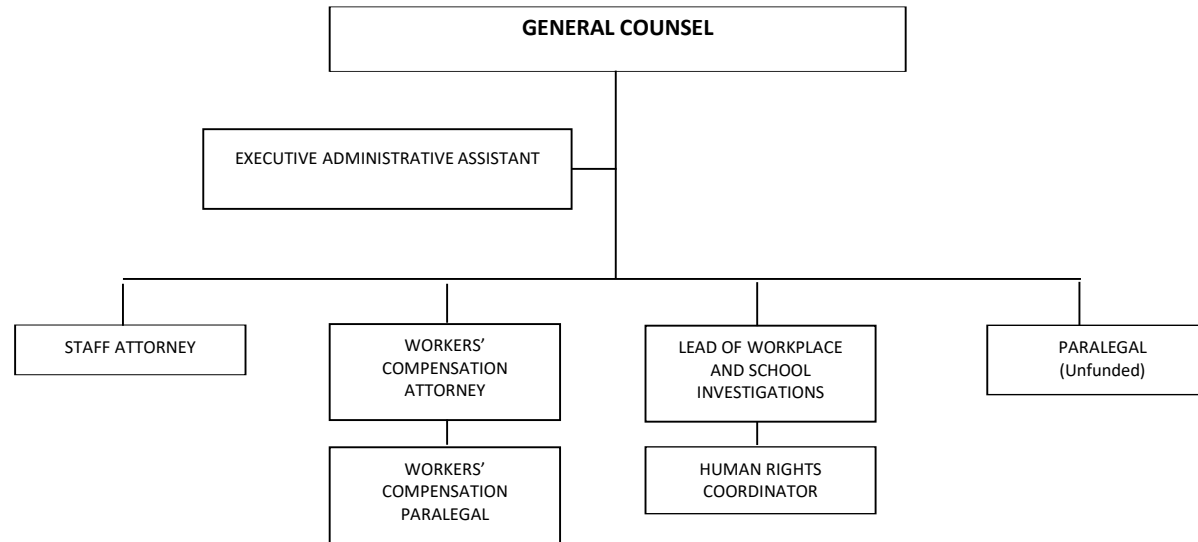 GENERAL COUNSEL
EXECUTIVE ADMINISTRATIVE ASSISTANT
STAFF ATTORNEY
WORKERS’
COMPENSATION
ATTORNEY
LEAD OF WORKPLACE
AND SCHOOL
INVESTIGATIONS
PARALEGAL
(Unfunded)
WORKERS’
COMPENSATION
PARALEGAL
HUMAN RIGHTS
COORDINATOR